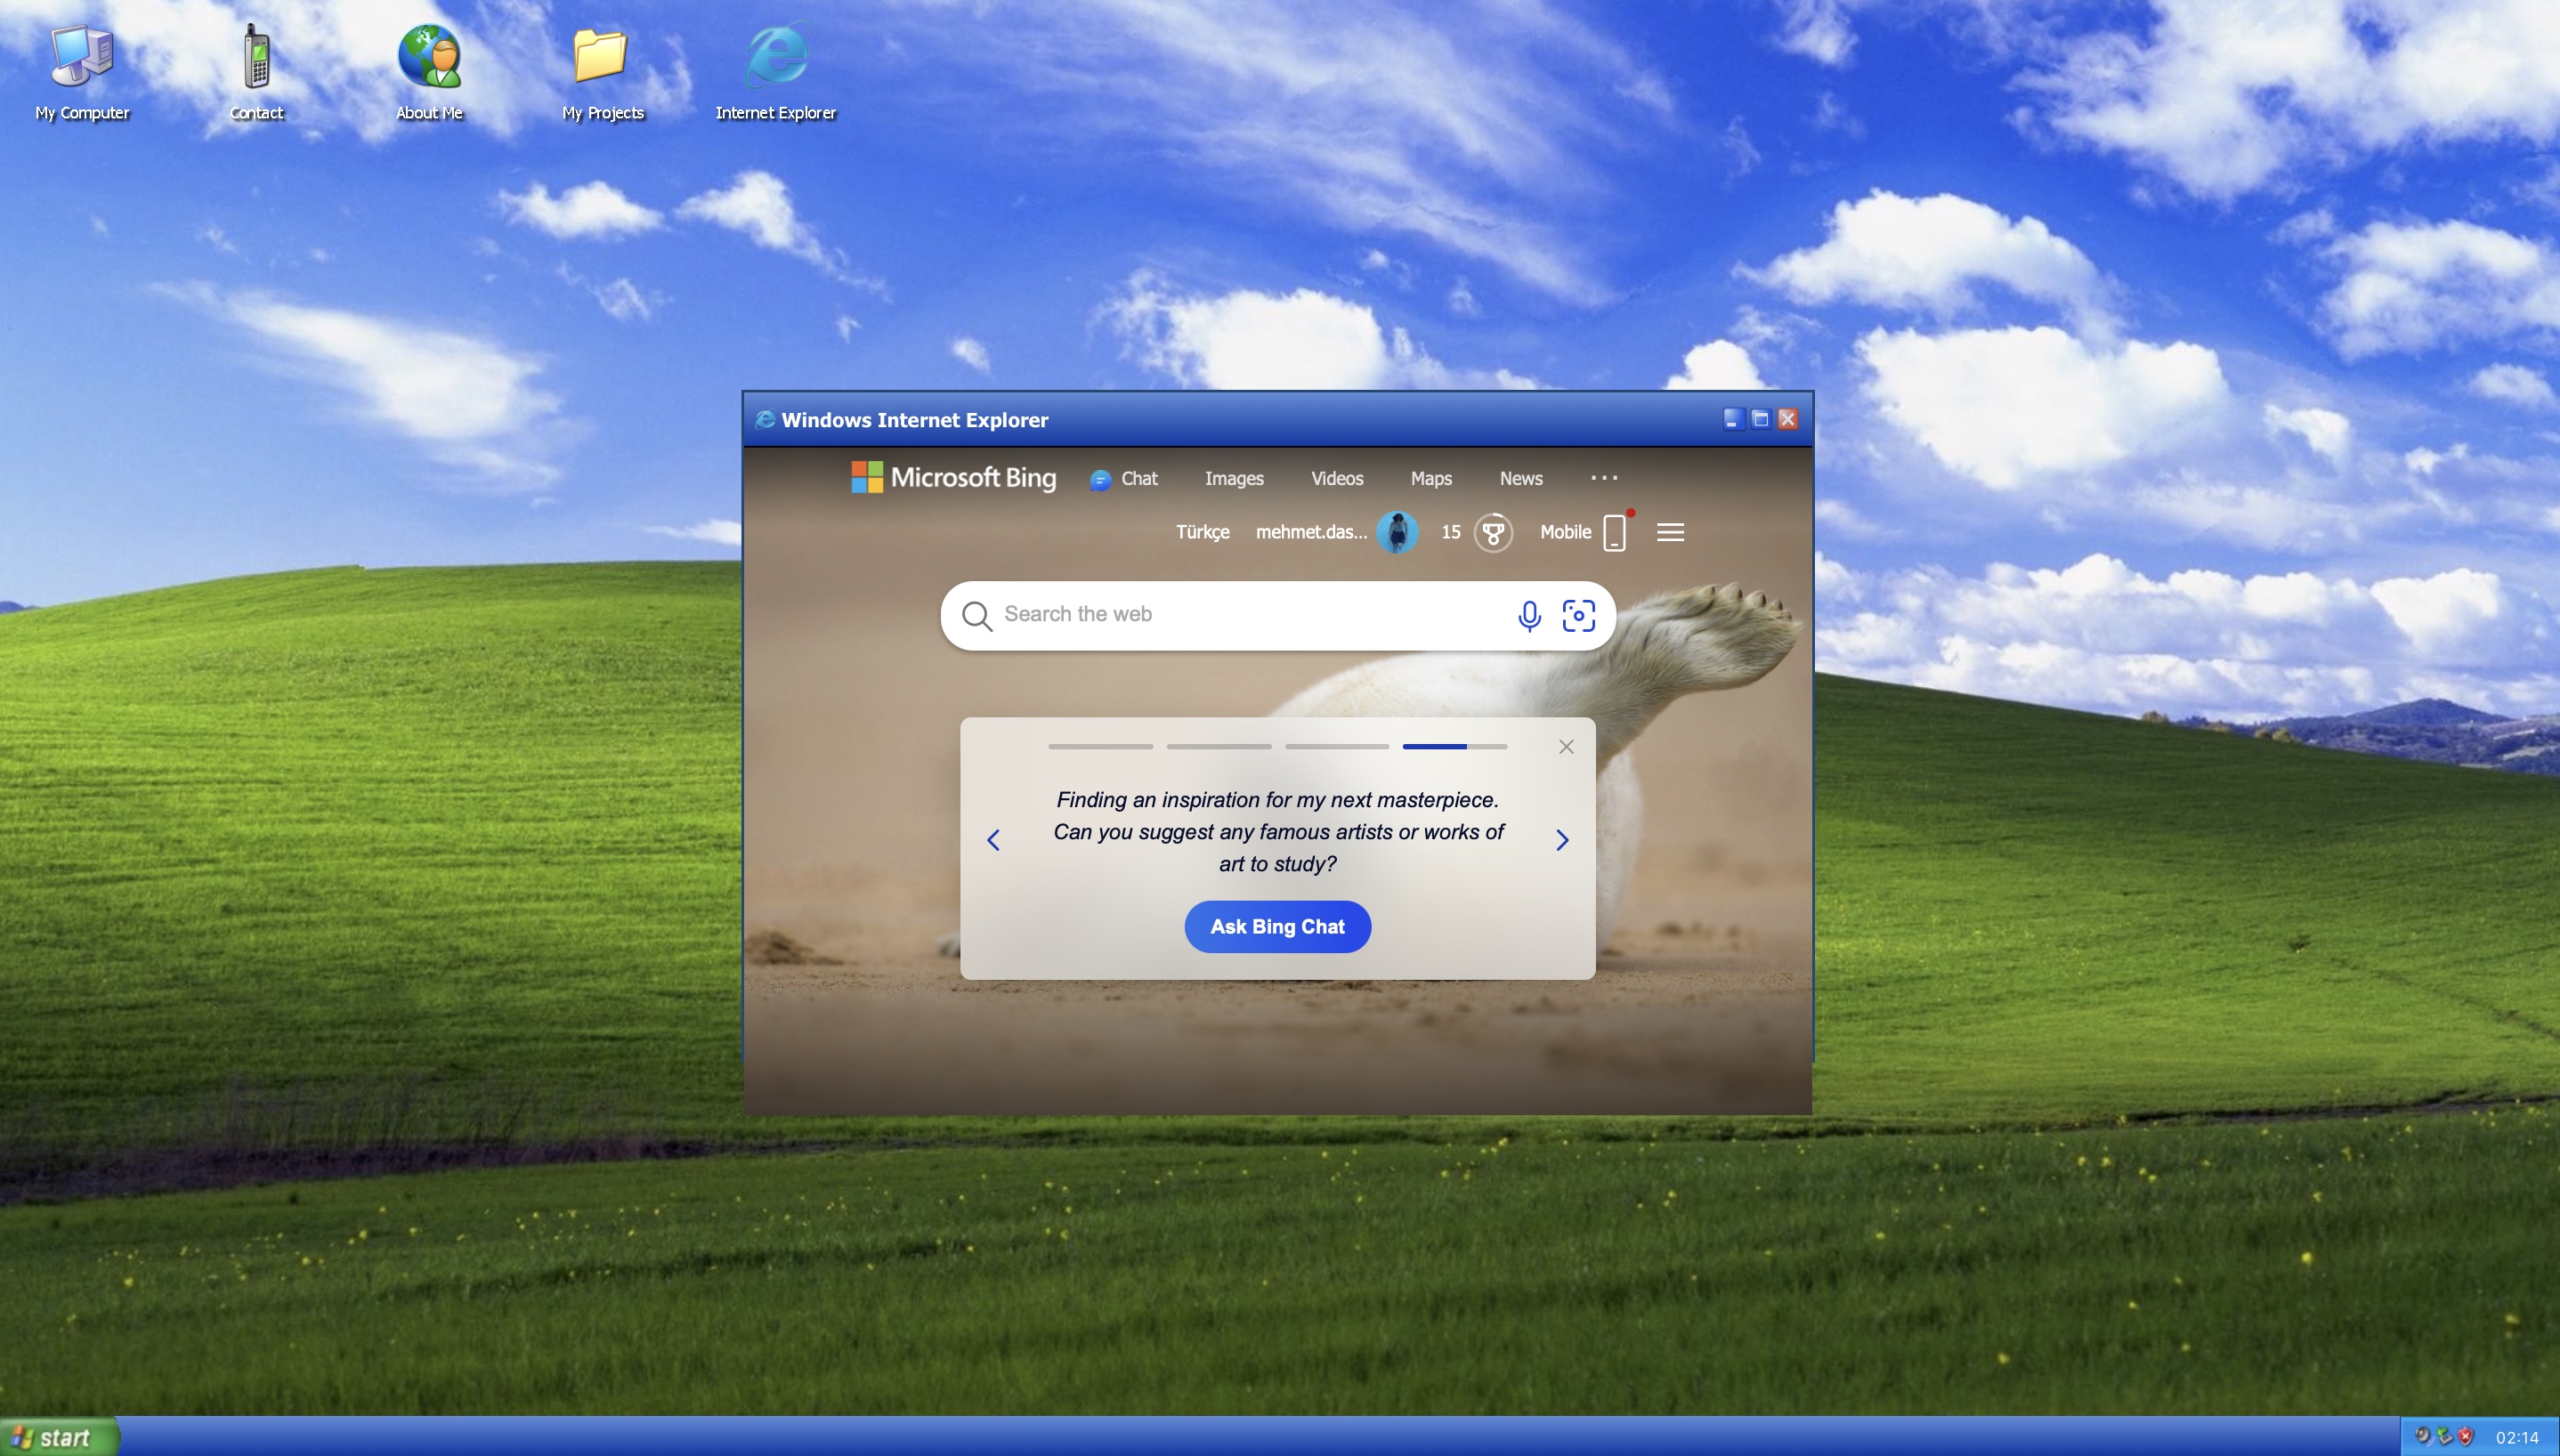 My Computer
Contact
About Me
My Projects
Internet Explorer
Windows Internet Explorer
Microsoft Bing Chat Images Videos Maps News ...
Türkçe mehmet.das... 15 Mobile
Search the web
Finding an inspiration for my next masterpiece.
Can you suggest any famous artists or works of
art to study?
Ask Bing Chat
start
02:14